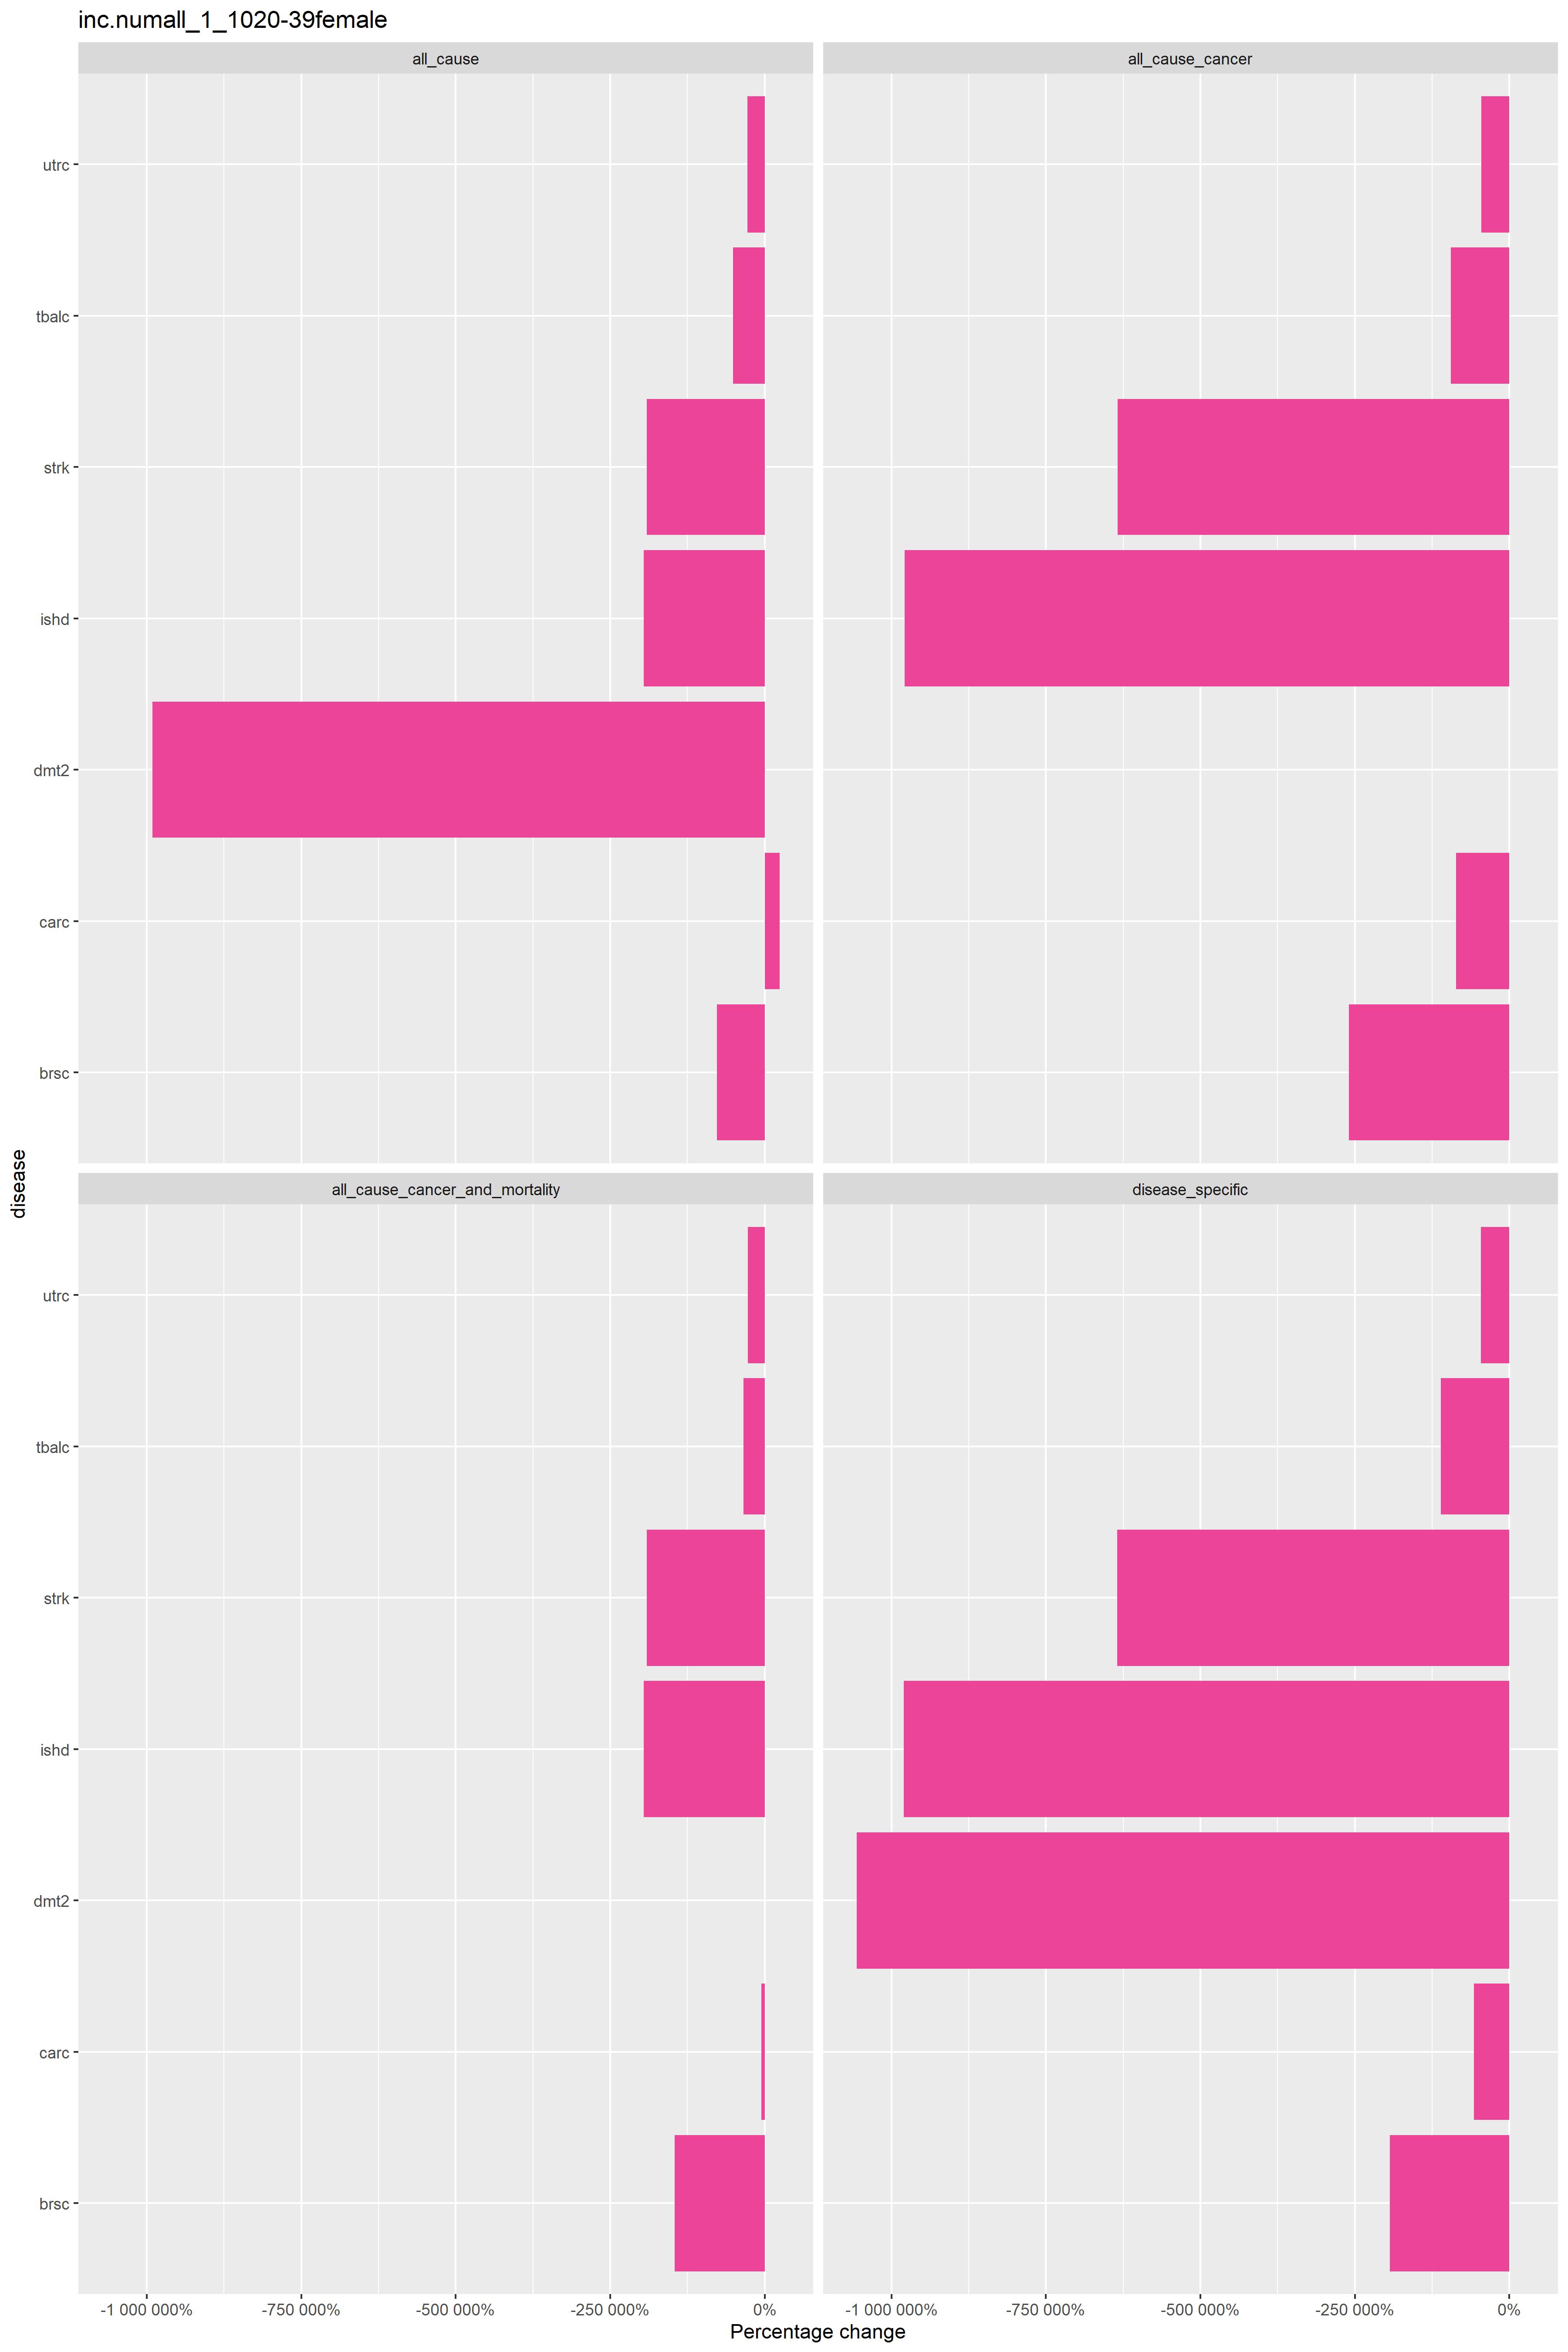 inc.numall_1_1020-39female
all_cause
all_cause_cancer
utrc
tbalc
strk
ishd
dmt2
carc
brsc
disease
all_cause_cancer_and_mortality
disease_specific
utrc
tbalc
strk
ishd
dmt2
carc
brsc
-1 000 000% -750 000% -500 000% -250 000% 0% -1 000 000% -750 000% -500 000% -250 000% 0%
Percentage change